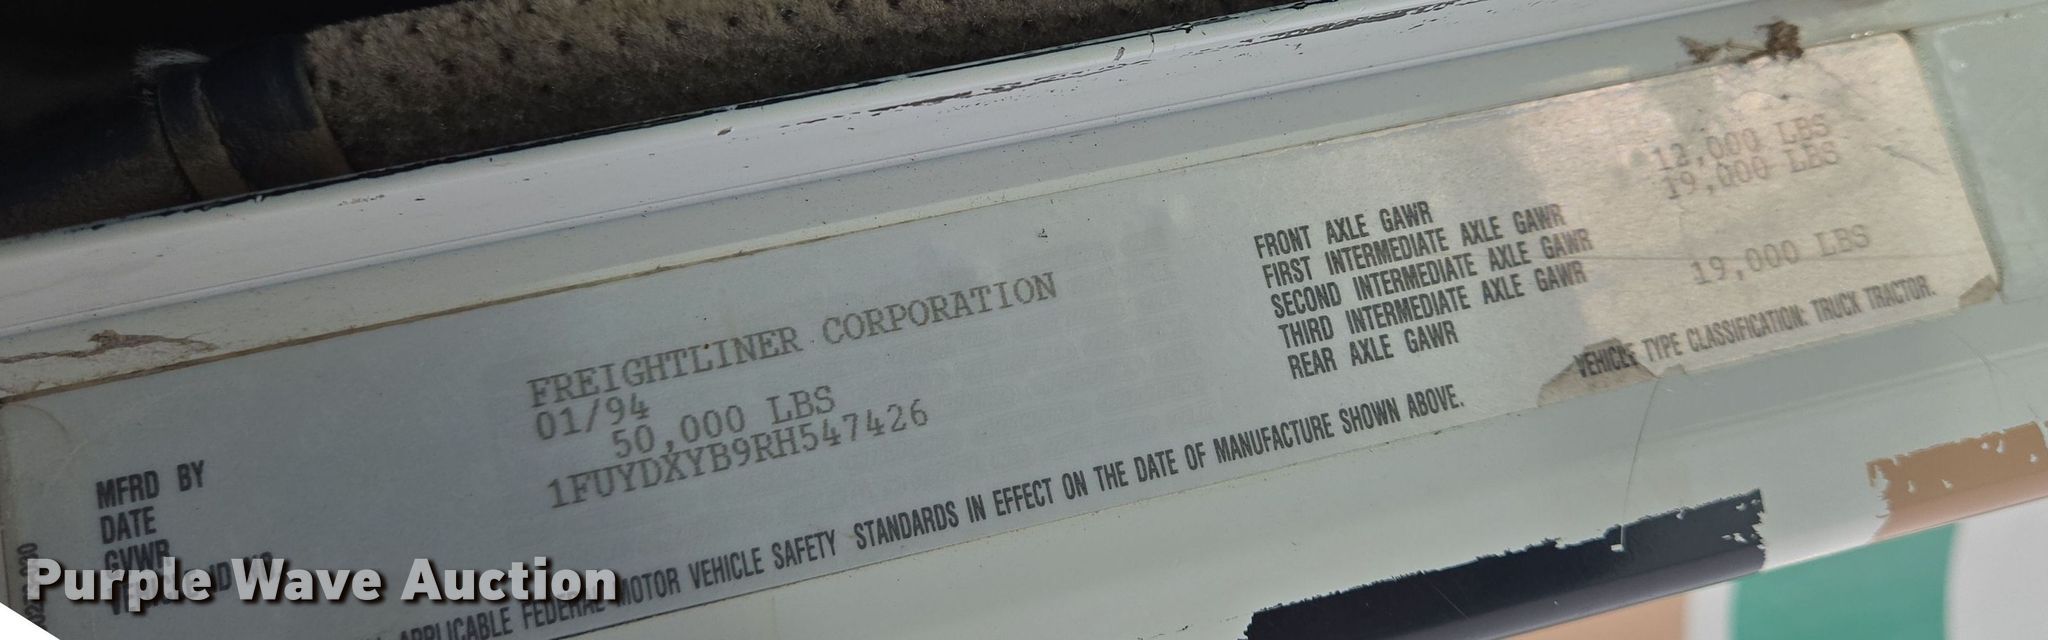 MFRD BY FREIGHTLINER CORPORATION
DATE 01/94
GVWR 50,000 LBS
1FUYDXYB9RH547426
APPLICABLE FEDERAL MOTOR VEHICLE SAFETY STANDARDS IN EFFECT ON THE DATE OF MANUFACTURE SHOWN ABOVE.
FRONT AXLE GAWR 12,000 LBS
FIRST INTERMEDIATE AXLE GAWR 19,000 LBS
SECOND INTERMEDIATE AXLE GAWR
THIRD INTERMEDIATE AXLE GAWR
REAR AXLE GAWR 19,000 LBS
VEHICLE TYPE CLASSIFICATION: TRUCK TRACTOR.
Purple Wave Auction